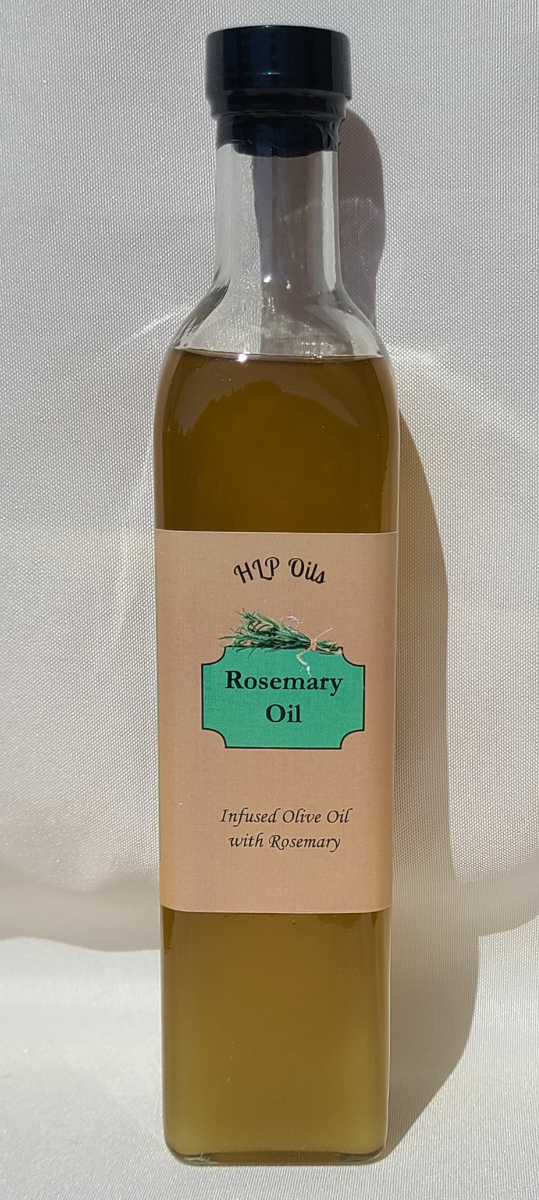 HLP Oils
Rosemary
Oil
Infused Olive Oil
with Rosemary